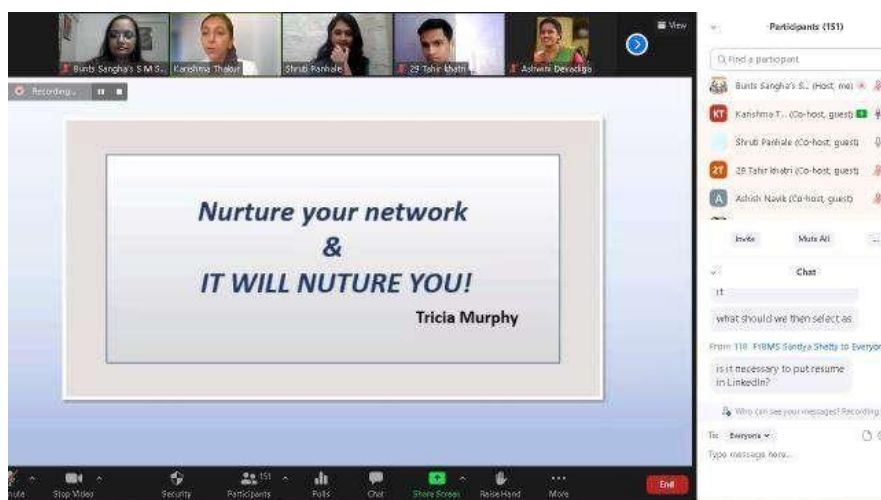 View
Bunts Sangha's S M S...
Karishma Thakur
Shruti Panhale
29 Tahir khatri
Ashwini Devadiga
Recording...
Nurture your network
&
IT WILL NUTURE YOU!
Tricia Murphy
Stop Video
Security
151
Participants
Polls
Chat
Share Screen
Raise Hand
More
End
Participants (151)
Find a participant
Bunts Sangha's S... (Host, me)
KT
Karishma T... (Co-host, guest)
Shruti Panhale (Co-host, guest)
2T
29 Tahir khatri (Co-host, guest)
A
Ashish Navik (Co-host, guest)
Invite
Mute All
...
Chat
it
what should we then select as
From 118 FYBMS Sandya Shetty to Everyon
is it necessary to put resume
in LinkedIn?
Who can see your messages? Recording
To: Everyone
Type message here...